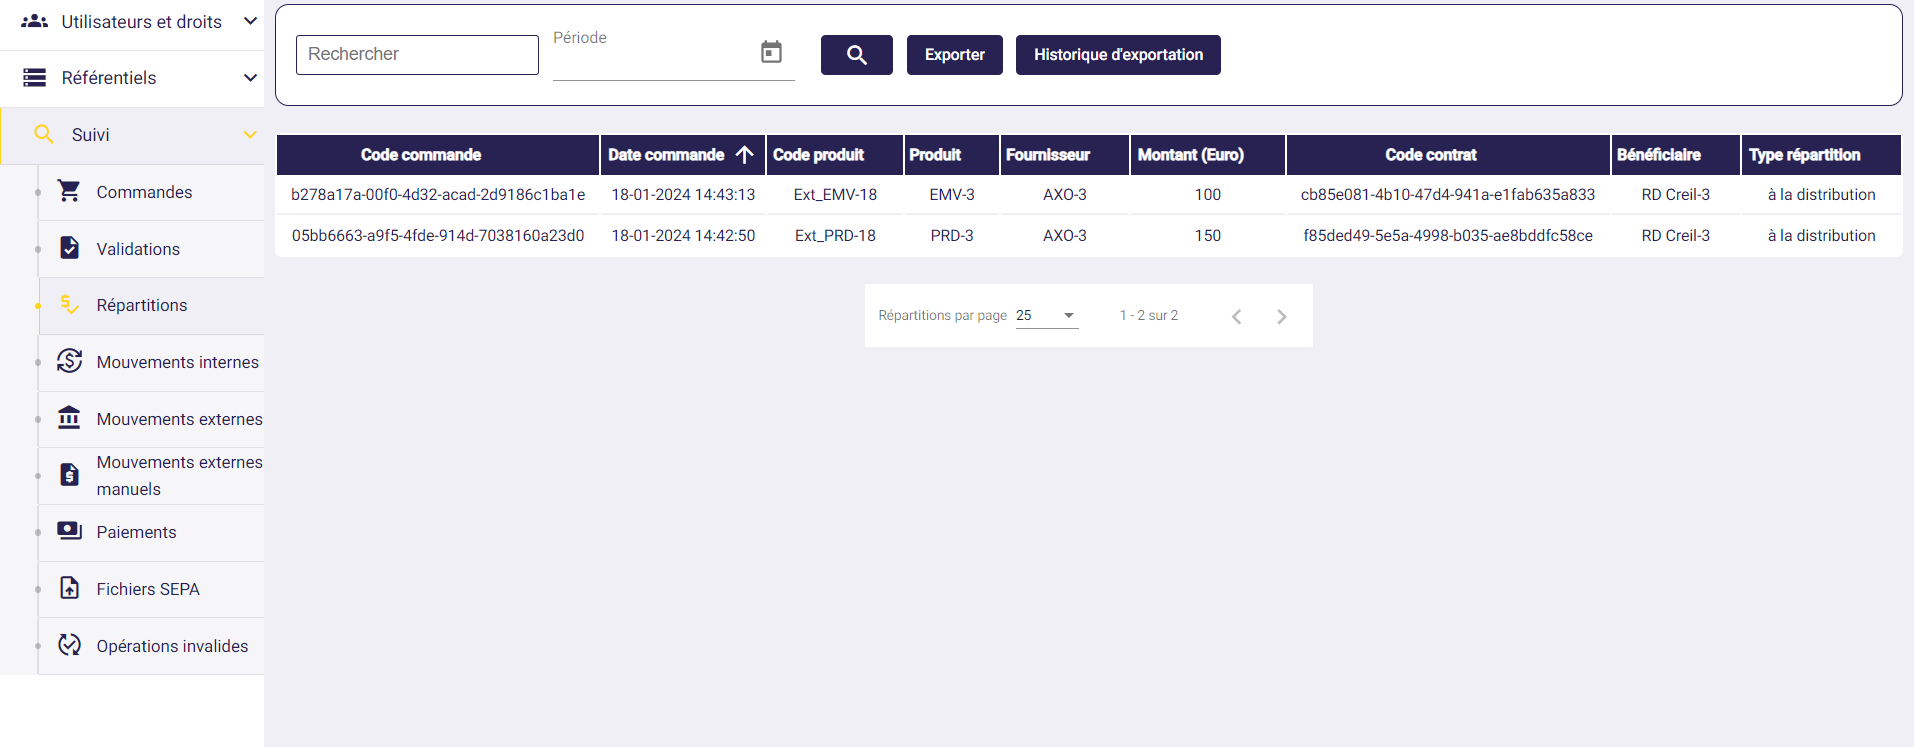 Utilisateurs et droits
Référentiels
Suivi
Commandes
Validations
Répartitions
Mouvements internes
Mouvements externes
Mouvements externes
manuels
Paiements
Fichiers SEPA
Opérations invalides
Rechercher
Période
Exporter
Historique d'exportation
Code commande Date commande Code produit Produit Fournisseur Montant (Euro) Code contrat Bénéficiaire Type répartition
b278a17a-00f0-4d32-acad-2d9186c1ba1e 18-01-2024 14:43:13 Ext_EMV-18 EMV-3 AXO-3 100 cb85e081-4b10-47d4-941a-e1fab635a833 RD Creil-3 à la distribution
05bb6663-a9f5-4fde-914d-7038160a23d0 18-01-2024 14:42:50 Ext_PRD-18 PRD-3 AXO-3 150 f85ded49-5e5a-4998-b035-ae8bddfc58ce RD Creil-3 à la distribution
Répartitions par page 25 1 - 2 sur 2